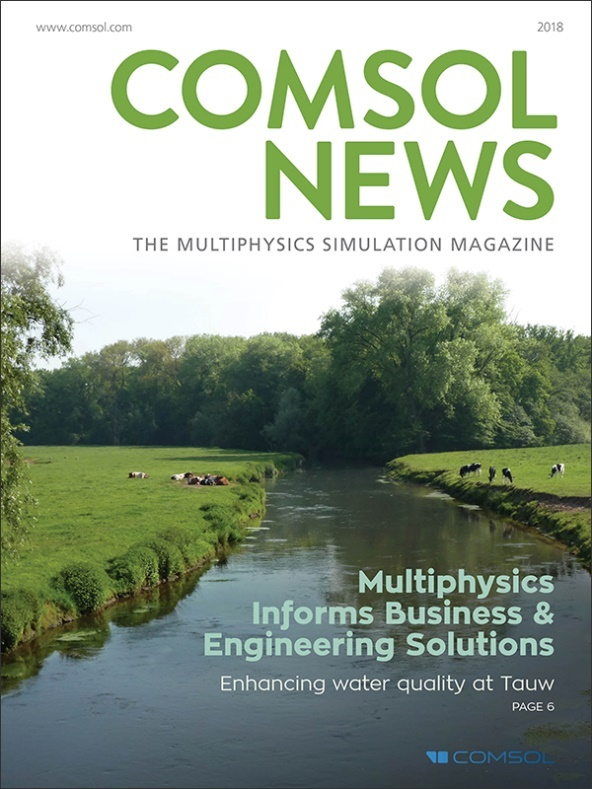 www.comsol.com
2018
COMSOL
NEWS
THE MULTIPHYSICS SIMULATION MAGAZINE
Multiphysics
Informs Business &
Engineering Solutions
Enhancing water quality at Tauw
PAGE 6
COMSOL